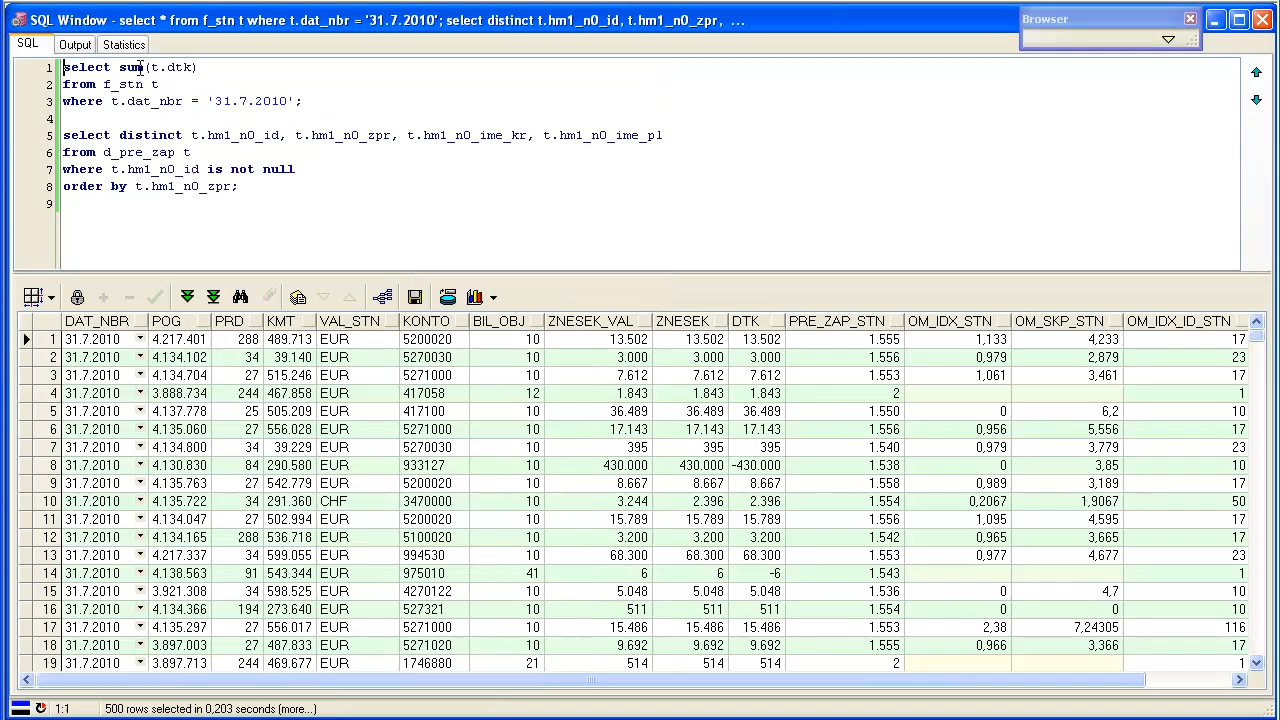 SQL Window - select * from f_stn t where t.dat_nbr = '31.7.2010'; select distinct t.hm1_n0_id, t.hm1_n0_zpr, ...
Browser
SQL Output Statistics
1 select sum(t.dtk)
2 from f_stn t
3 where t.dat_nbr = '31.7.2010';
4
5 select distinct t.hm1_n0_id, t.hm1_n0_zpr, t.hm1_n0_ime_kr, t.hm1_n0_ime_pl
6 from d_pre_zap t
7 where t.hm1_n0_id is not null
8 order by t.hm1_n0_zpr;
9
DAT_NBR POG PRD KMT VAL_STN KONTO BIL_OBJ ZNESEK_VAL ZNESEK DTK PRE_ZAP_STN OM_IDX_STN OM_SKP_STN OM_IDX_ID_STN
1 31.7.2010 4.217.401 288 489.713 EUR 5200020 10 13.502 13.502 13.502 1.555 1,133 4,233 17
2 31.7.2010 4.134.102 34 39.140 EUR 5270030 10 3.000 3.000 3.000 1.556 0,979 2,879 23
3 31.7.2010 4.134.704 27 515.246 EUR 5271000 10 7.612 7.612 7.612 1.553 1,061 3,461 17
4 31.7.2010 3.888.734 244 467.858 EUR 417058 12 1.843 1.843 1.843 2 1
5 31.7.2010 4.137.778 25 505.209 EUR 417100 10 36.489 36.489 36.489 1.550 0 6,2 10
6 31.7.2010 4.135.060 27 556.028 EUR 5271000 10 17.143 17.143 17.143 1.556 0,956 5,556 17
7 31.7.2010 4.134.800 34 39.229 EUR 5270030 10 395 395 395 1.540 0,979 3,779 23
8 31.7.2010 4.130.830 84 290.580 EUR 933127 10 430.000 430.000 -430.000 1.538 0 3,85 10
9 31.7.2010 4.135.763 27 542.779 EUR 5200020 10 8.667 8.667 8.667 1.558 0,989 3,189 17
10 31.7.2010 4.135.722 34 291.360 CHF 3470000 10 3.244 2.396 2.396 1.554 0,2067 1,9067 50
11 31.7.2010 4.134.047 27 502.994 EUR 5200020 10 15.789 15.789 15.789 1.556 1,095 4,595 17
12 31.7.2010 4.134.165 288 536.718 EUR 5100020 10 3.200 3.200 3.200 1.542 0,965 3,665 17
13 31.7.2010 4.217.337 34 599.055 EUR 994530 10 68.300 68.300 68.300 1.553 0,977 4,677 23
14 31.7.2010 4.138.563 91 543.344 EUR 975010 41 6 6 -6 1.543 1
15 31.7.2010 3.921.308 34 598.525 EUR 4270122 10 5.048 5.048 5.048 1.536 0 4,7 10
16 31.7.2010 4.134.366 194 273.640 EUR 527321 10 511 511 511 1.554 0 0 10
17 31.7.2010 4.135.297 27 556.017 EUR 5271000 10 15.486 15.486 15.486 1.553 2,38 7,24305 116
18 31.7.2010 3.897.003 27 487.833 EUR 5270020 10 9.692 9.692 9.692 1.556 0,966 3,366 17
19 31.7.2010 3.897.713 244 469.677 EUR 1746880 21 514 514 514 2 1
1:1 500 rows selected in 0,203 seconds (more...)